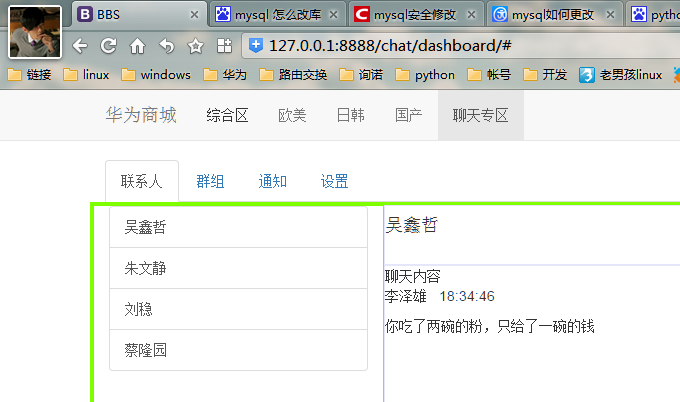 BBS
mysql 怎么改库
mysql安全修改
mysql如何更改
pytho
127.0.0.1:8888/chat/dashboard/#
链接 linux windows 华为 路由交换 询诺 python 帐号 开发 老男孩linux
华为商城 综合区 欧美 日韩 国产 聊天专区
联系人 群组 通知 设置
吴鑫哲
朱文静
刘稳
蔡隆园
吴鑫哲
聊天内容
李泽雄 18:34:46
你吃了两碗的粉，只给了一碗的钱